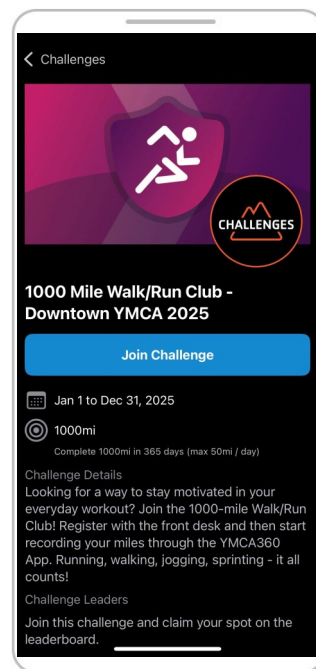 Challenges
CHALLENGES
1000 Mile Walk/Run Club -
Downtown YMCA 2025
Join Challenge
Jan 1 to Dec 31, 2025
1000mi
Complete 1000mi in 365 days (max 50mi / day)
Challenge Details
Looking for a way to stay motivated in your
everyday workout? Join the 1000-mile Walk/Run
Club! Register with the front desk and then start
recording your miles through the YMCA360
App. Running, walking, jogging, sprinting - it all
counts!
Challenge Leaders
Join this challenge and claim your spot on the
leaderboard.